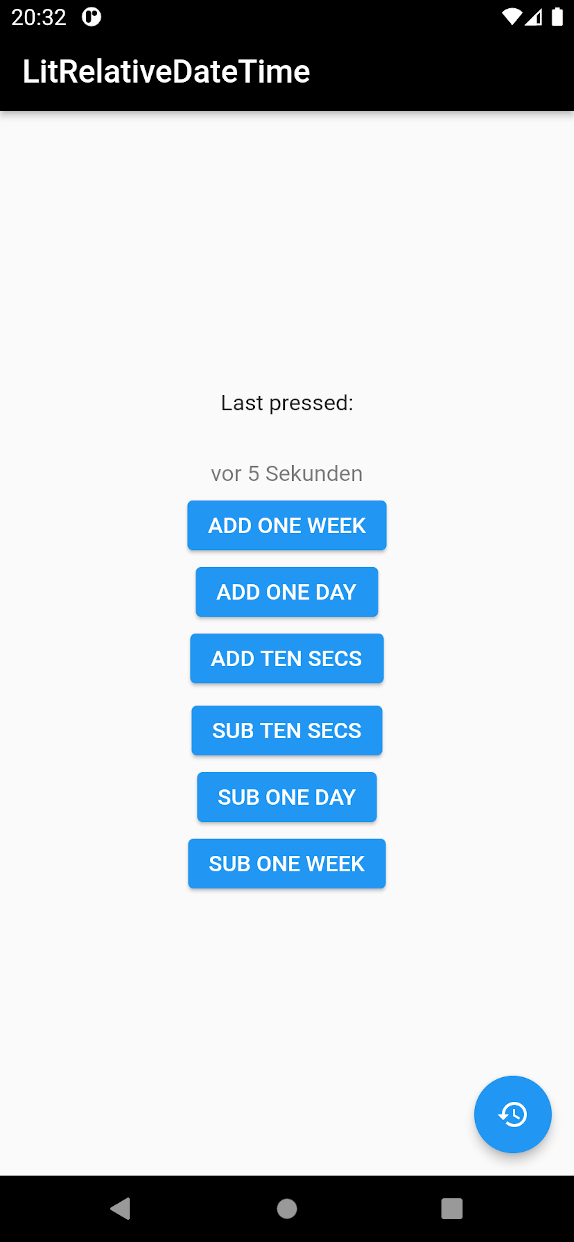 20:32
LitRelativeDateTime
Last pressed:
vor 5 Sekunden
ADD ONE WEEK
ADD ONE DAY
ADD TEN SECS
SUB TEN SECS
SUB ONE DAY
SUB ONE WEEK